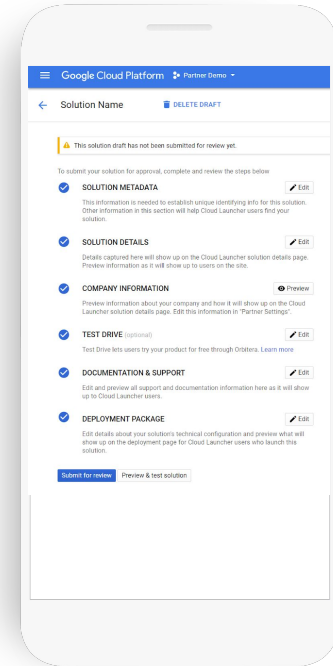 Google Cloud Platform Partner Demo
Solution Name DELETE DRAFT
This solution draft has not been submitted for review yet.
To submit your solution for approval, complete and review the steps below
SOLUTION METADATA Edit
This information is needed to establish unique identifying info for this solution.
Other information in this section will help Cloud Launcher users find your
solution.
SOLUTION DETAILS Edit
Details captured here will show up on the Cloud Launcher solution details page.
Preview information as it will show up to users on the site.
COMPANY INFORMATION Preview
Preview information about your company and how it will show up on the Cloud
Launcher solution details page. Edit this information in "Partner Settings".
TEST DRIVE (optional) Edit
Test Drive lets users try your product for free through Orbitera. Learn more
DOCUMENTATION & SUPPORT Edit
Edit and preview all support and documentation information here as it will show
up to Cloud Launcher users.
DEPLOYMENT PACKAGE Edit
Edit details about your solution's technical configuration and preview what will
show up on the deployment page for Cloud Launcher users who launch this
solution.
Submit for review Preview & test solution